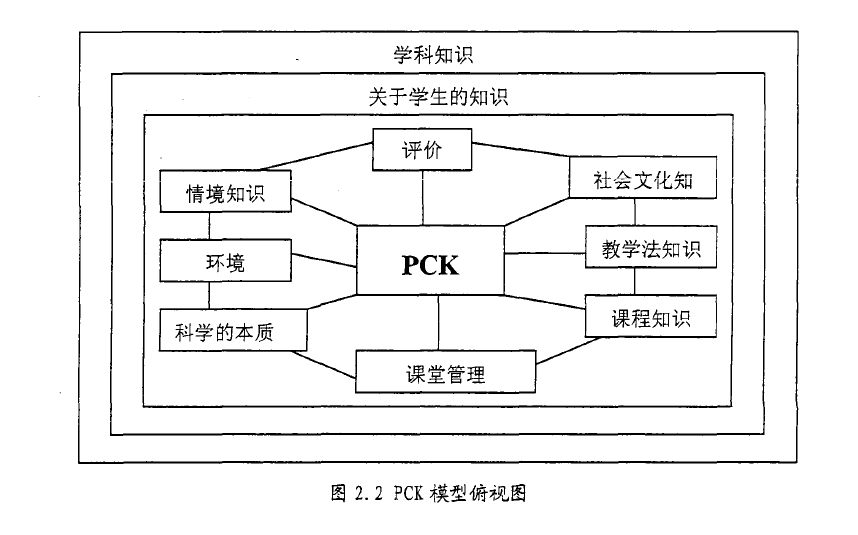 学科知识
关于学生的知识
评价
情境知识
社会文化知
环境
PCK
教学法知识
科学的本质
课程知识
课堂管理
图 2.2 PCK 模型俯视图